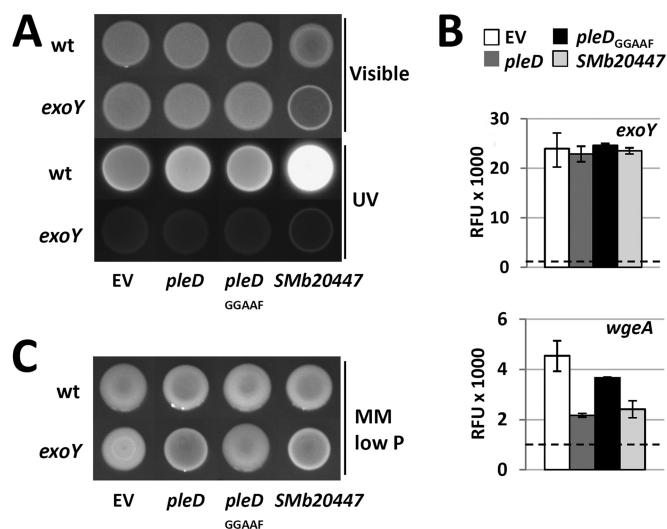 A
wt
exoY
Visible
wt
exoY
UV
EV pleD pleD SMb20447
GGAAF
B
EV pleDGGAAF
pleD SMb20447
exoY
RFU x 1000
30
20
10
0
wgeA
RFU x 1000
6
4
2
0
C
wt
exoY
MM
low P
EV pleD pleD SMb20447
GGAAF